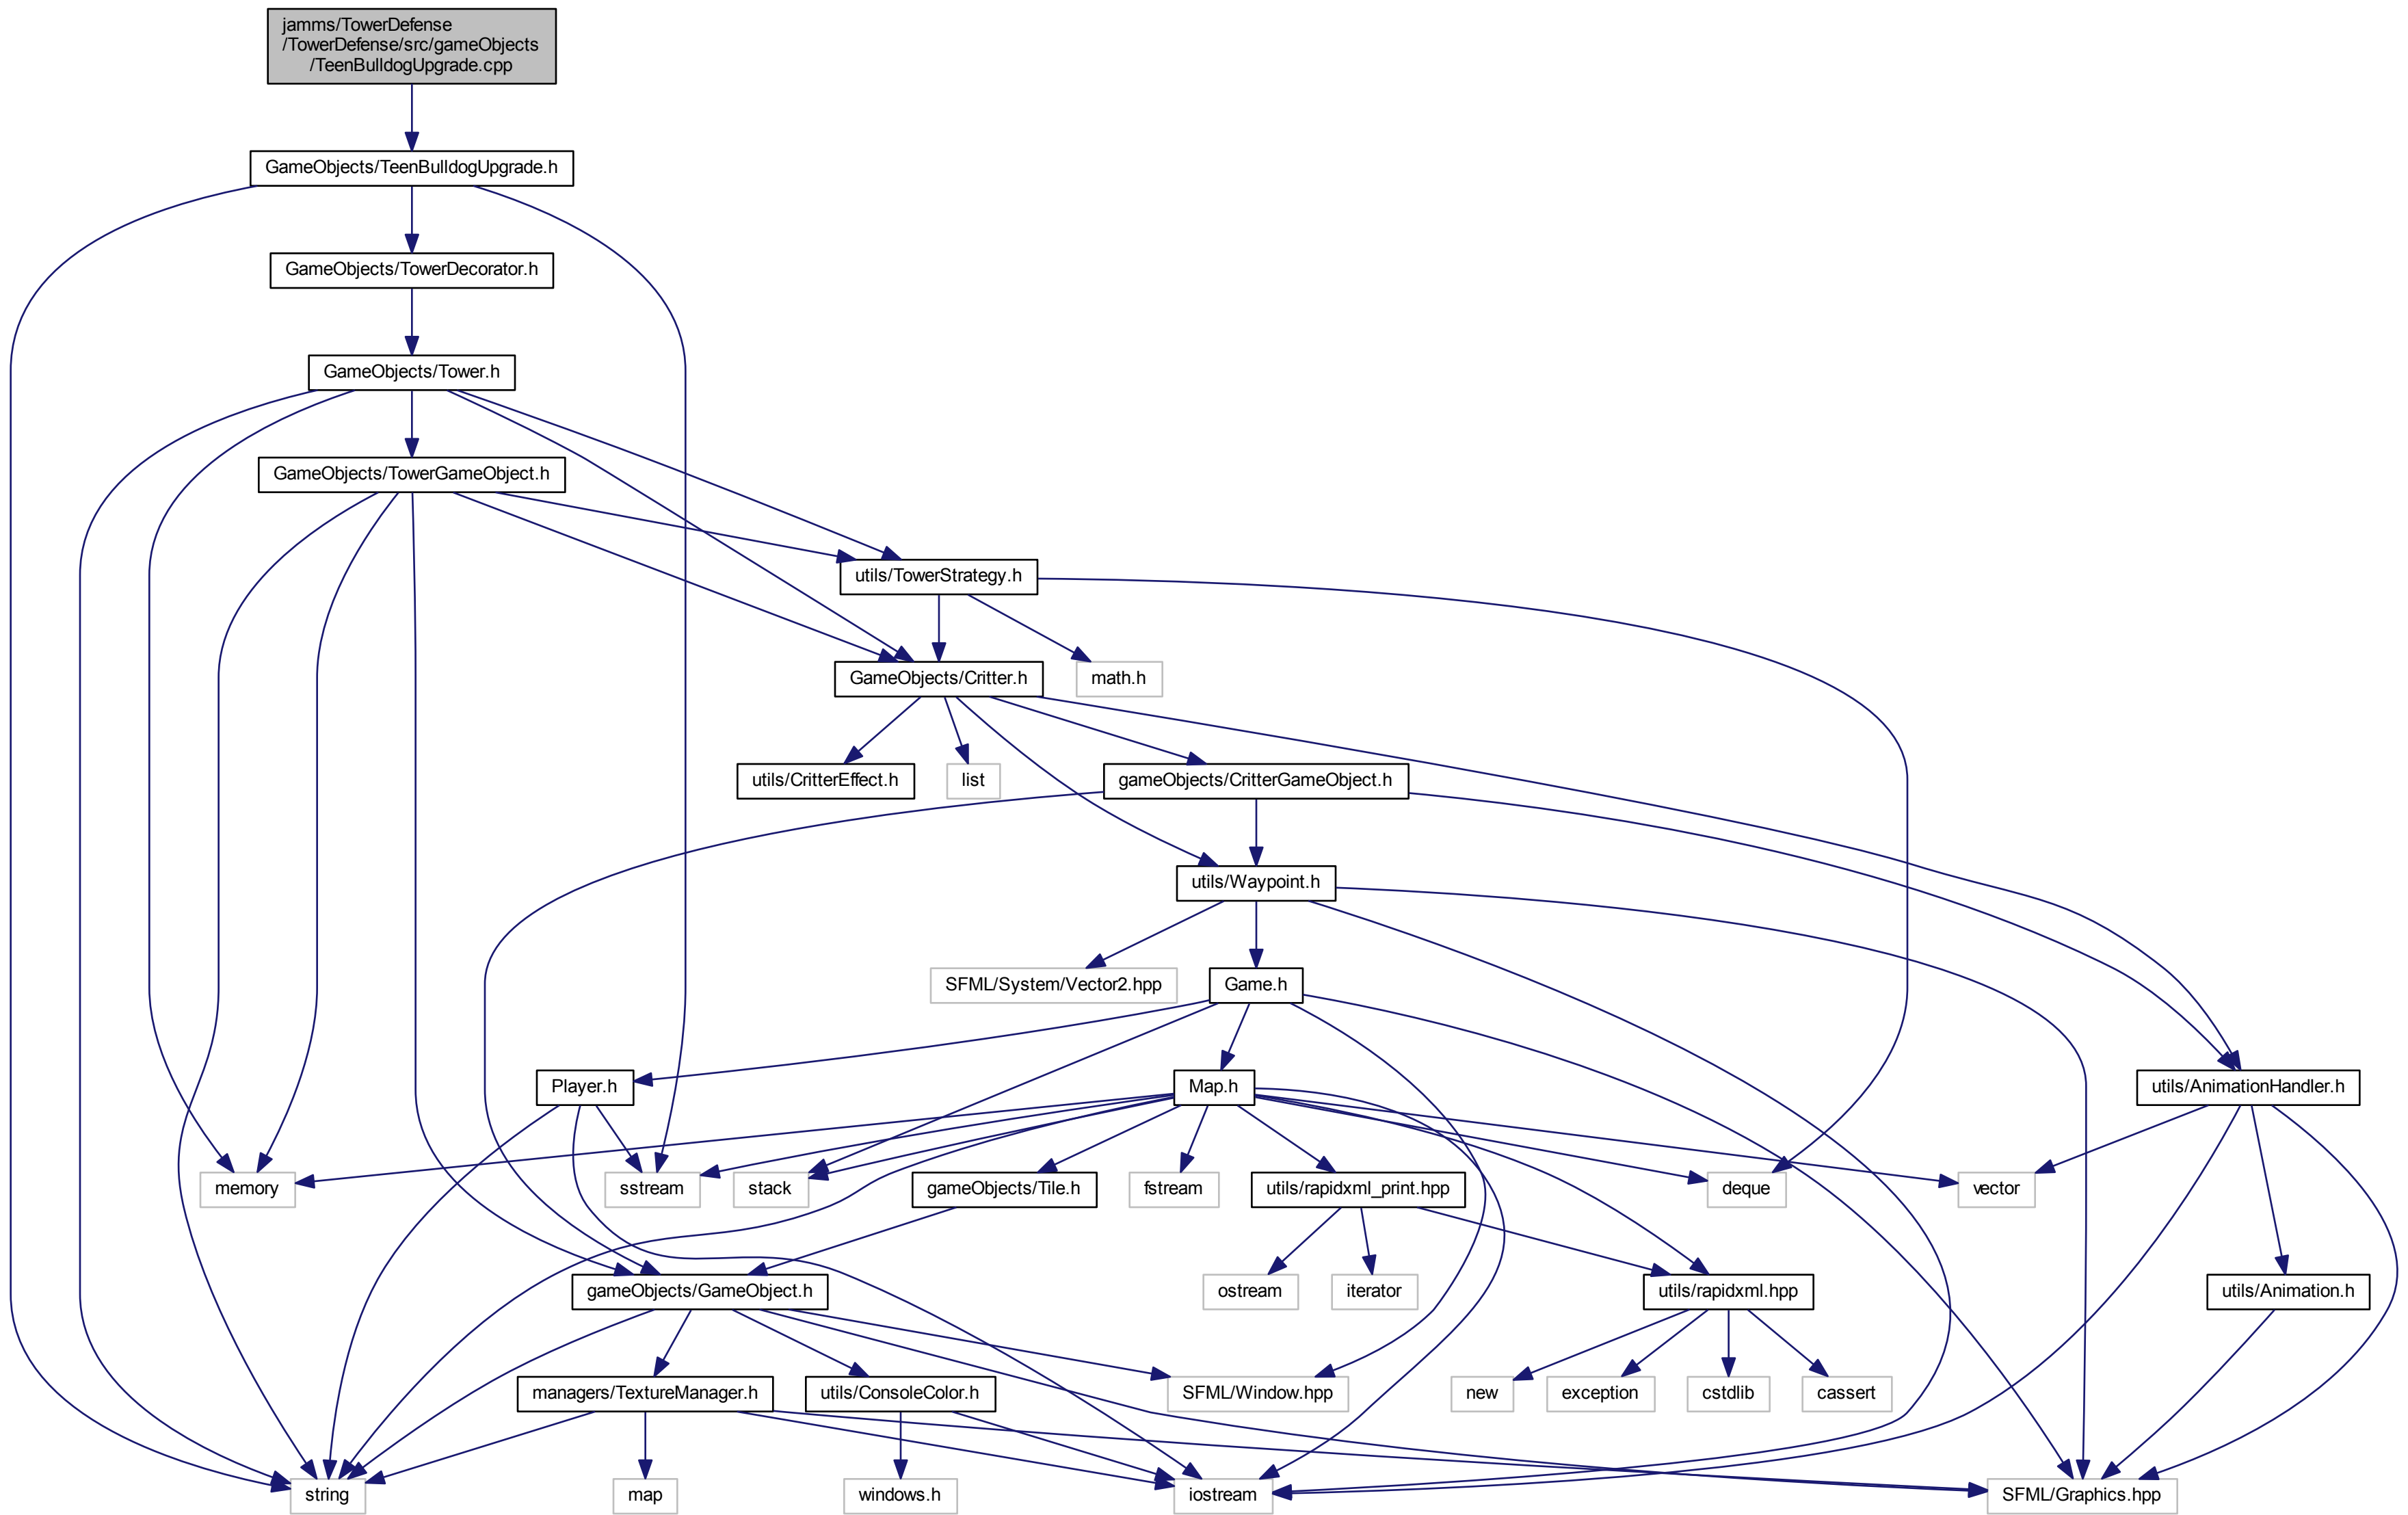 jamms/TowerDefense
/TowerDefense/src/gameObjects
/TeenBulldogUpgrade.cpp
GameObjects/TeenBulldogUpgrade.h
GameObjects/TowerDecorator.h
GameObjects/Tower.h
GameObjects/TowerGameObject.h
utils/TowerStrategy.h
GameObjects/Critter.h
math.h
utils/CritterEffect.h
list
gameObjects/CritterGameObject.h
utils/Waypoint.h
SFML/System/Vector2.hpp
Game.h
Player.h
Map.h
utils/AnimationHandler.h
memory
sstream
stack
gameObjects/Tile.h
fstream
utils/rapidxml_print.hpp
deque
vector
gameObjects/GameObject.h
ostream
iterator
utils/rapidxml.hpp
utils/Animation.h
managers/TextureManager.h
utils/ConsoleColor.h
SFML/Window.hpp
new
exception
cstdlib
cassert
string
map
windows.h
iostream
SFML/Graphics.hpp